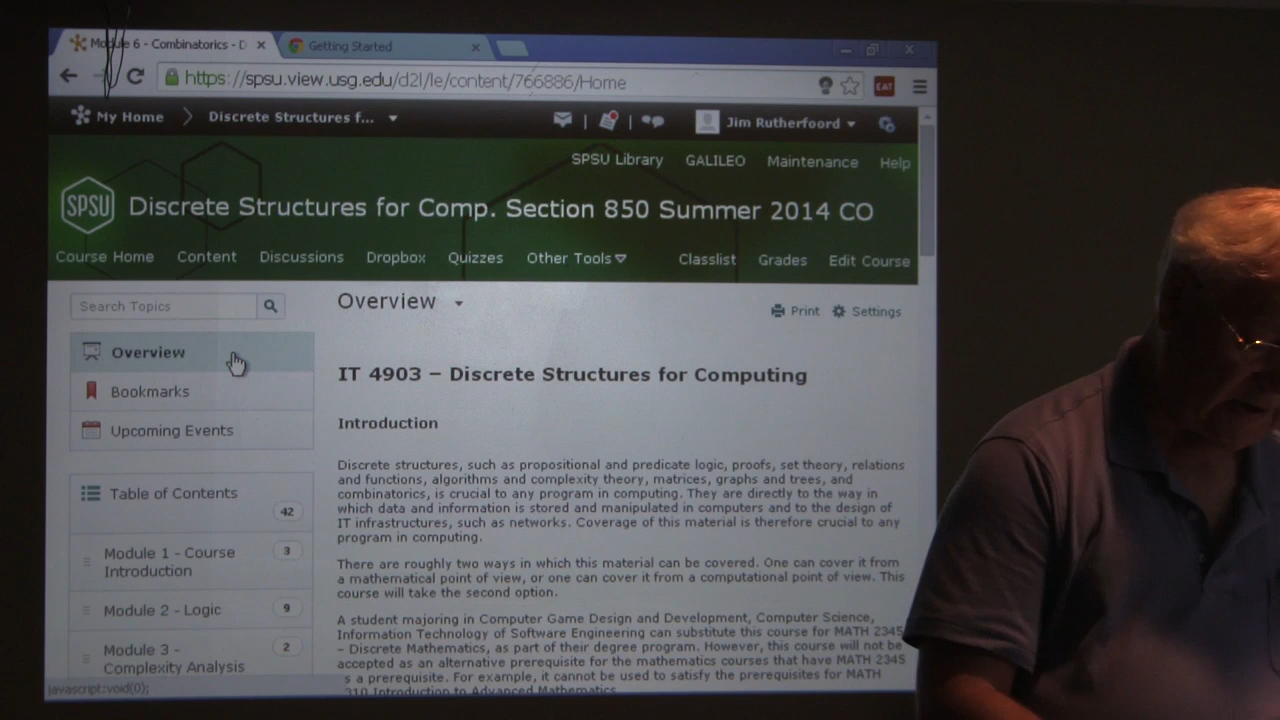 Module 6 - Combinatorics - D
Getting Started
https://spsu.view.usg.edu/d2l/le/content/766886/Home
EAT
My Home
Discrete Structures f...
Jim Rutherfoord
SPSU Library GALILEO Maintenance Help
SPSU
Discrete Structures for Comp. Section 850 Summer 2014 CO
Course Home Content Discussions Dropbox Quizzes Other Tools Classlist Grades Edit Course
Search Topics
Overview
Print Settings
Overview
Bookmarks
Upcoming Events
Table of Contents
42
Module 1 - Course
Introduction
3
Module 2 - Logic
9
Module 3 -
Complexity Analysis
2
IT 4903 – Discrete Structures for Computing
Introduction
Discrete structures, such as propositional and predicate logic, proofs, set theory, relations
and functions, algorithms and complexity theory, matrices, graphs and trees, and
combinatorics, is crucial to any program in computing. They are directly to the way in
which data and information is stored and manipulated in computers and to the design of
IT infrastructures, such as networks. Coverage of this material is therefore crucial to any
program in computing.
There are roughly two ways in which this material can be covered. One can cover it from
a mathematical point of view, or one can cover it from a computational point of view. This
course will take the second option.
A student majoring in Computer Game Design and Development, Computer Science,
Information Technology of Software Engineering can substitute this course for MATH 2345
– Discrete Mathematics, as part of their degree program. However, this course will not be
accepted as an alternative prerequisite for the mathematics courses that have MATH 2345
s a prerequisite. For example, it cannot be used to satisfy the prerequisites for MATH
310 Introduction to Advanced Mathematics
javascript:void(0);